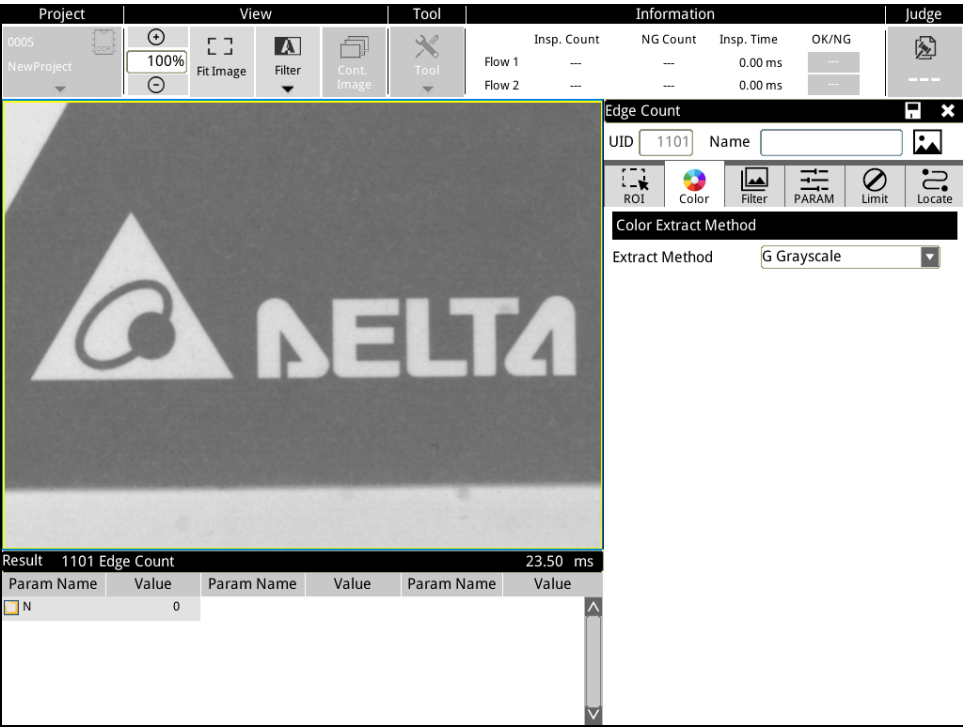 Project View Tool Information Judge
0005
NewProject
100%
Fit Image
Filter
Cont. Image
Tool
Insp. Count NG Count Insp. Time OK/NG
Flow 1 --- --- 0.00 ms ---
Flow 2 --- --- 0.00 ms ---
---
DELTA
Edge Count
UID 1101 Name
ROI Color Filter PARAM Limit Locate
Color Extract Method
Extract Method G Grayscale
Result 1101 Edge Count 23.50 ms
Param Name Value Param Name Value Param Name Value
N 0